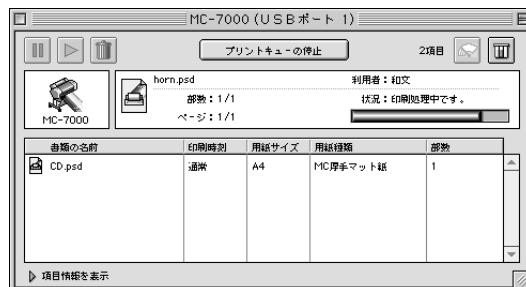 MC-7000(USBポート 1)
プリントキューの停止
2項目
MC-7000
horn.psd
利用者：和文
部数：1/1
状況：印刷処理中です。
ページ：1/1
書類の名前 印刷時刻 用紙サイズ 用紙種類 部数
CD.psd 通常 A4 MC厚手マット紙 1
項目情報を表示